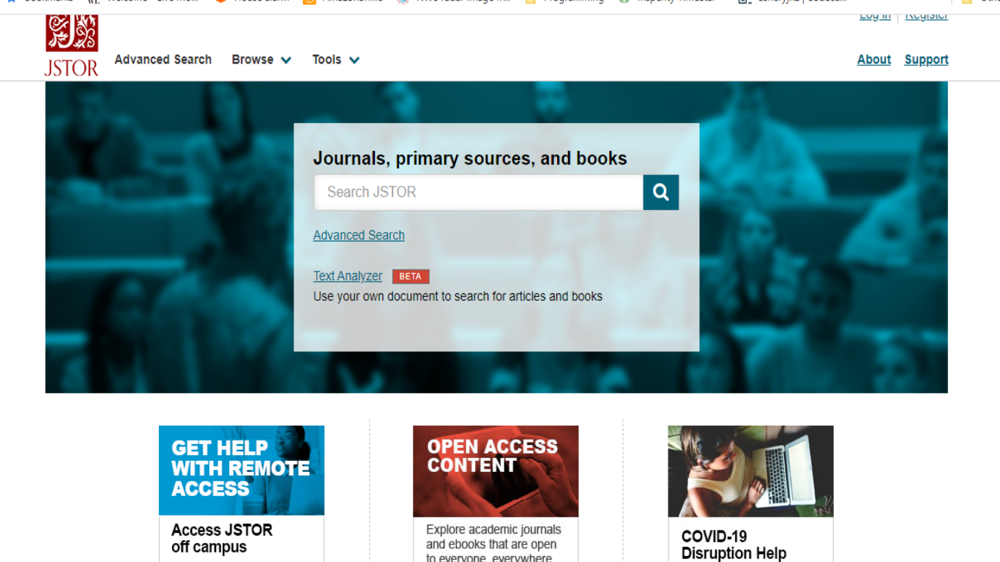 Log in Register
JSTOR
Advanced Search Browse Tools About Support
Journals, primary sources, and books
Search JSTOR
Advanced Search
Text Analyzer BETA
Use your own document to search for articles and books
GET HELP
WITH REMOTE
ACCESS
Access JSTOR
off campus
OPEN ACCESS
CONTENT
Explore academic journals
and ebooks that are open
to everyone, everywhere
COVID-19
Disruption Help